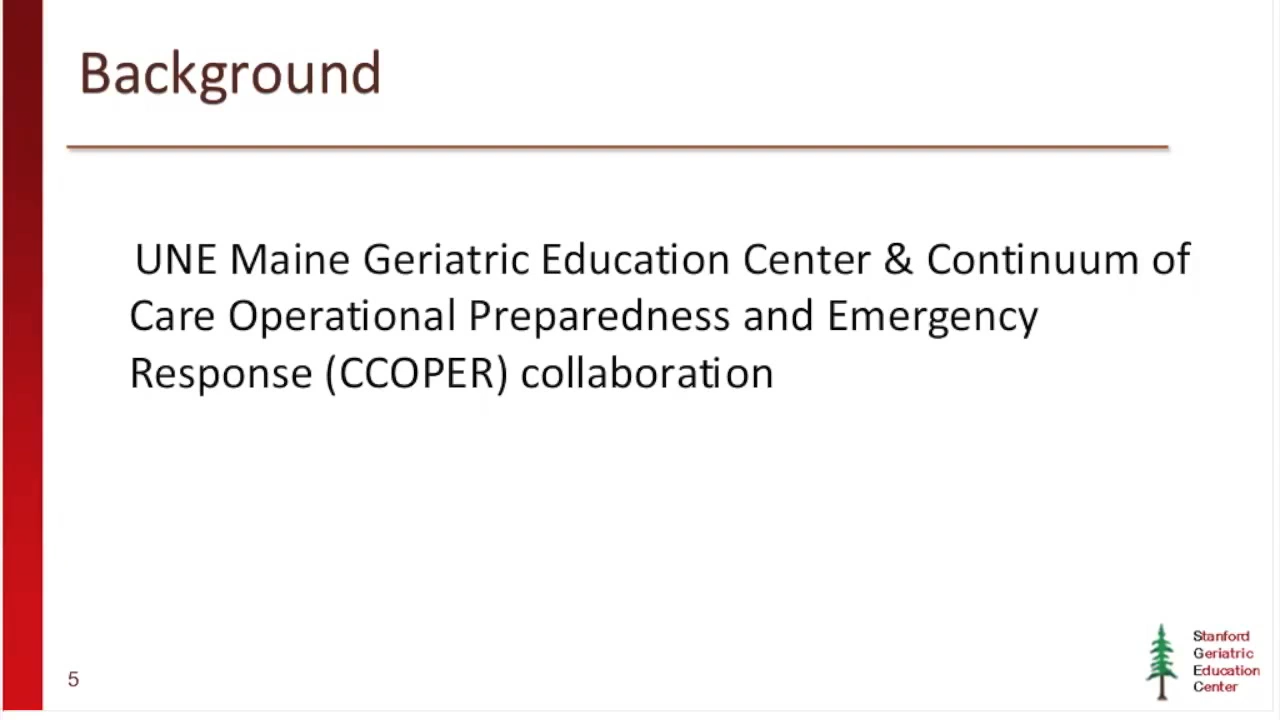 Background
UNE Maine Geriatric Education Center & Continuum of
Care Operational Preparedness and Emergency
Response (CCOPER) collaboration
5
Stanford
Geriatric
Education
Center